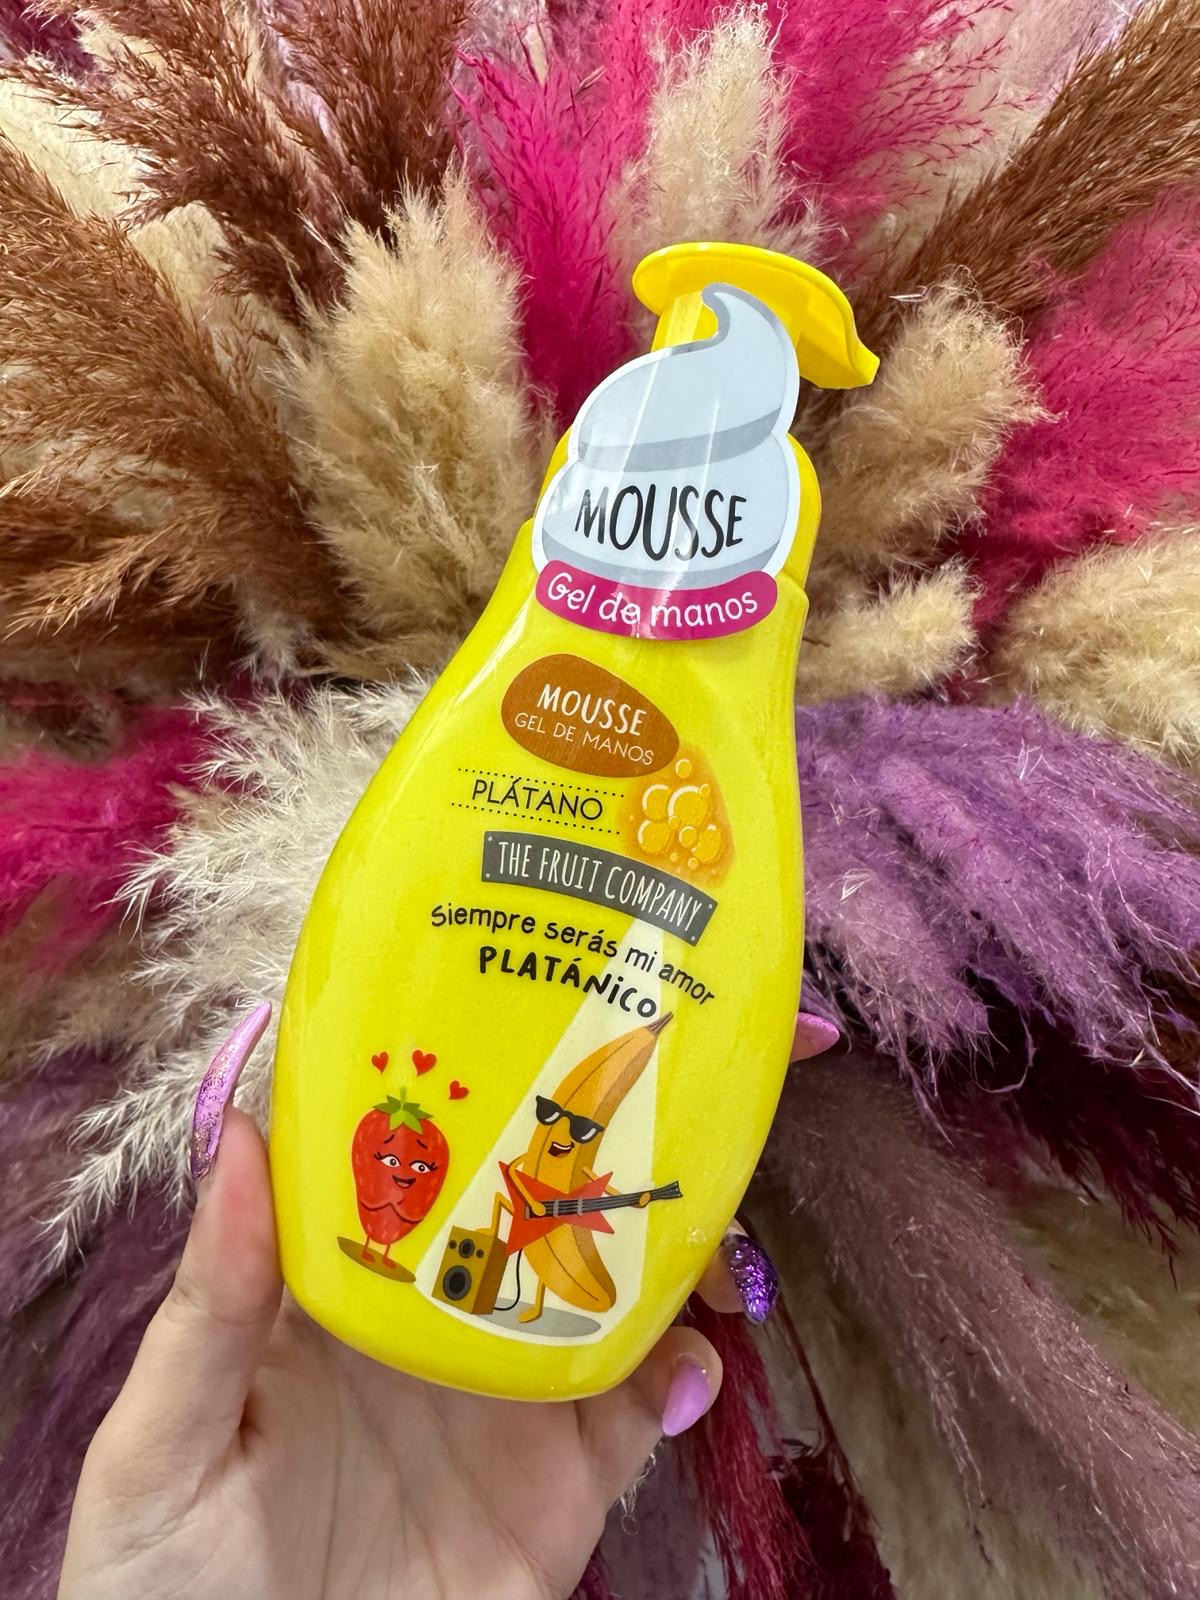 MOUSSE
Gel de manos
MOUSSE
GEL DE MANOS
PLÁTANO
THE FRUIT COMPANY
Siempre serás mi amor
PLATÁNiCO